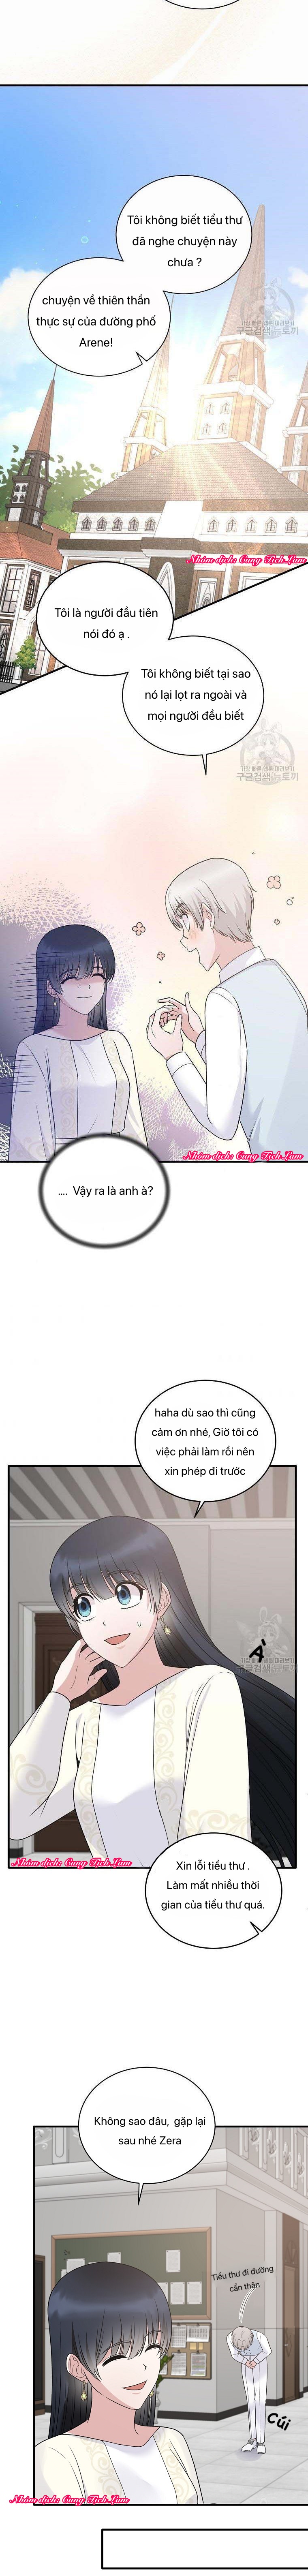 Tôi không biết tiểu thư
đã nghe chuyện này
chưa ?
chuyện về thiên thần
thực sự của đường phố
Arene!
Nhóm dịch: Cung Tịch Lam
Tôi là người đầu tiên
nói đó ạ .
Tôi không biết tại sao
nó lại lọt ra ngoài và
mọi người đều biết
Nhóm dịch: Cung Tịch Lam
.... Vậy ra là anh à?
haha dù sao thì cũng
cảm ơn nhé, Giờ tôi có
việc phải làm rồi nên
xin phép đi trước
À
Nhóm dịch: Cung Tịch Lam
Xin lỗi tiểu thư .
Làm mất nhiều thời
gian của tiểu thư quá.
Không sao đâu, gặp lại
sau nhé Zera
Tiểu thư đi đường
cẩn thận
Cúi
Nhóm dịch: Cung Tịch Lam